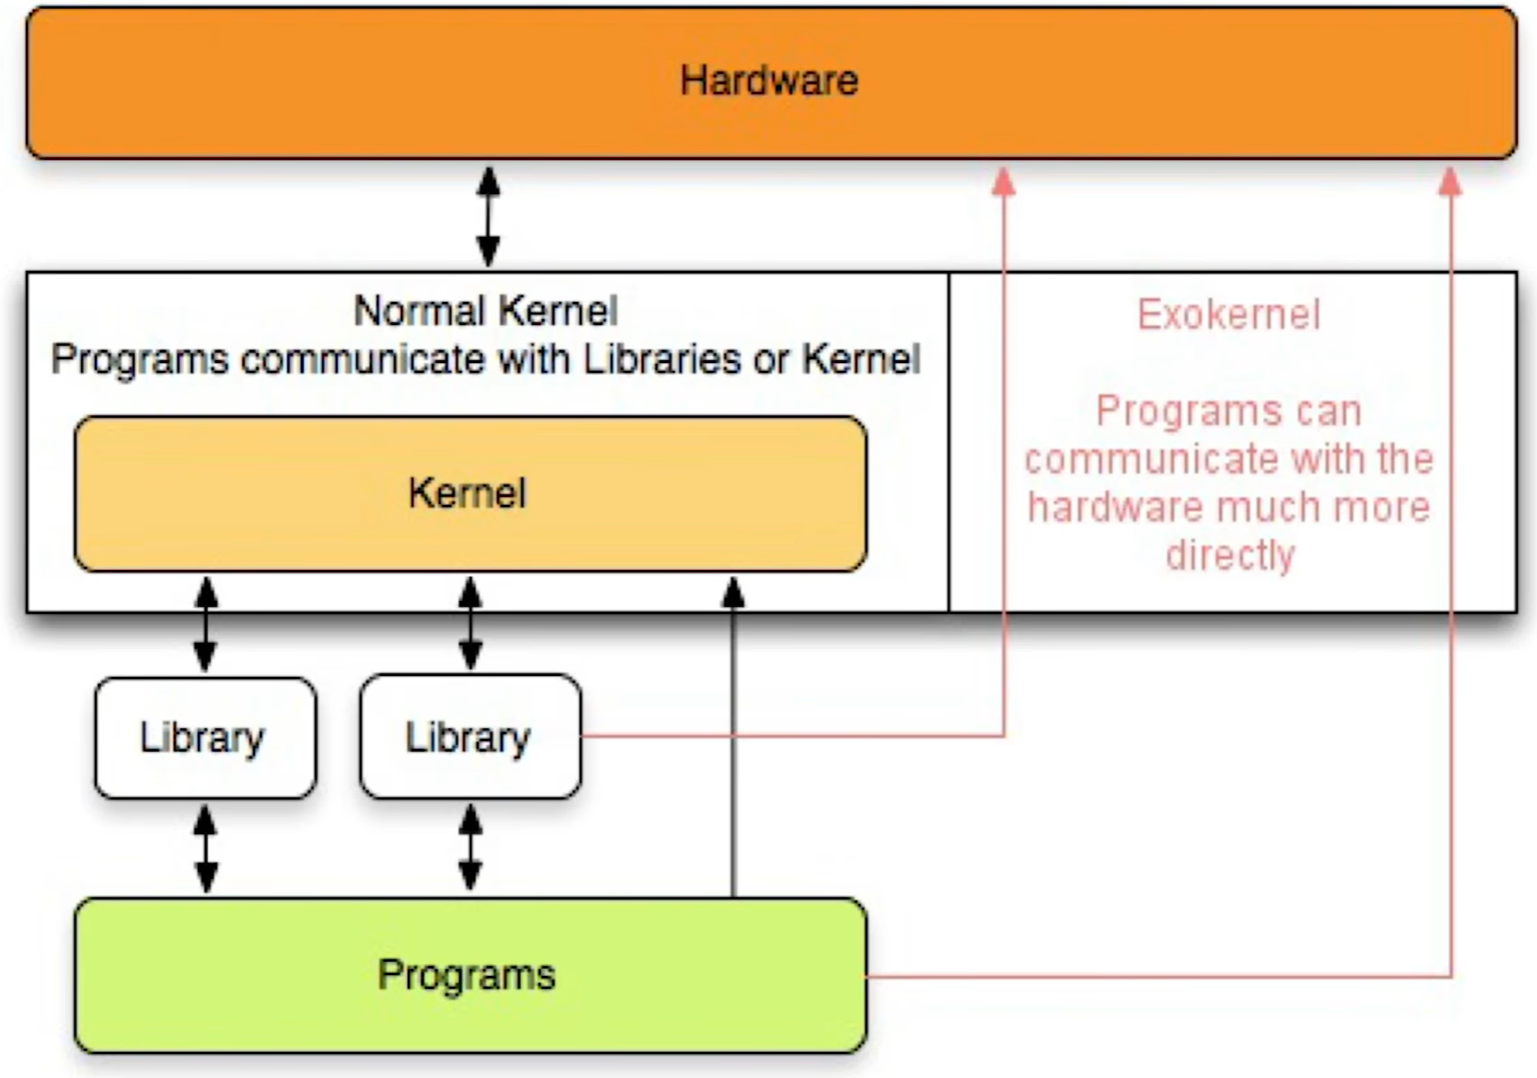 Hardware
Normal Kernel
Programs communicate with Libraries or Kernel
Kernel
Exokernel
Programs can
communicate with the
hardware much more
directly
Library
Library
Programs